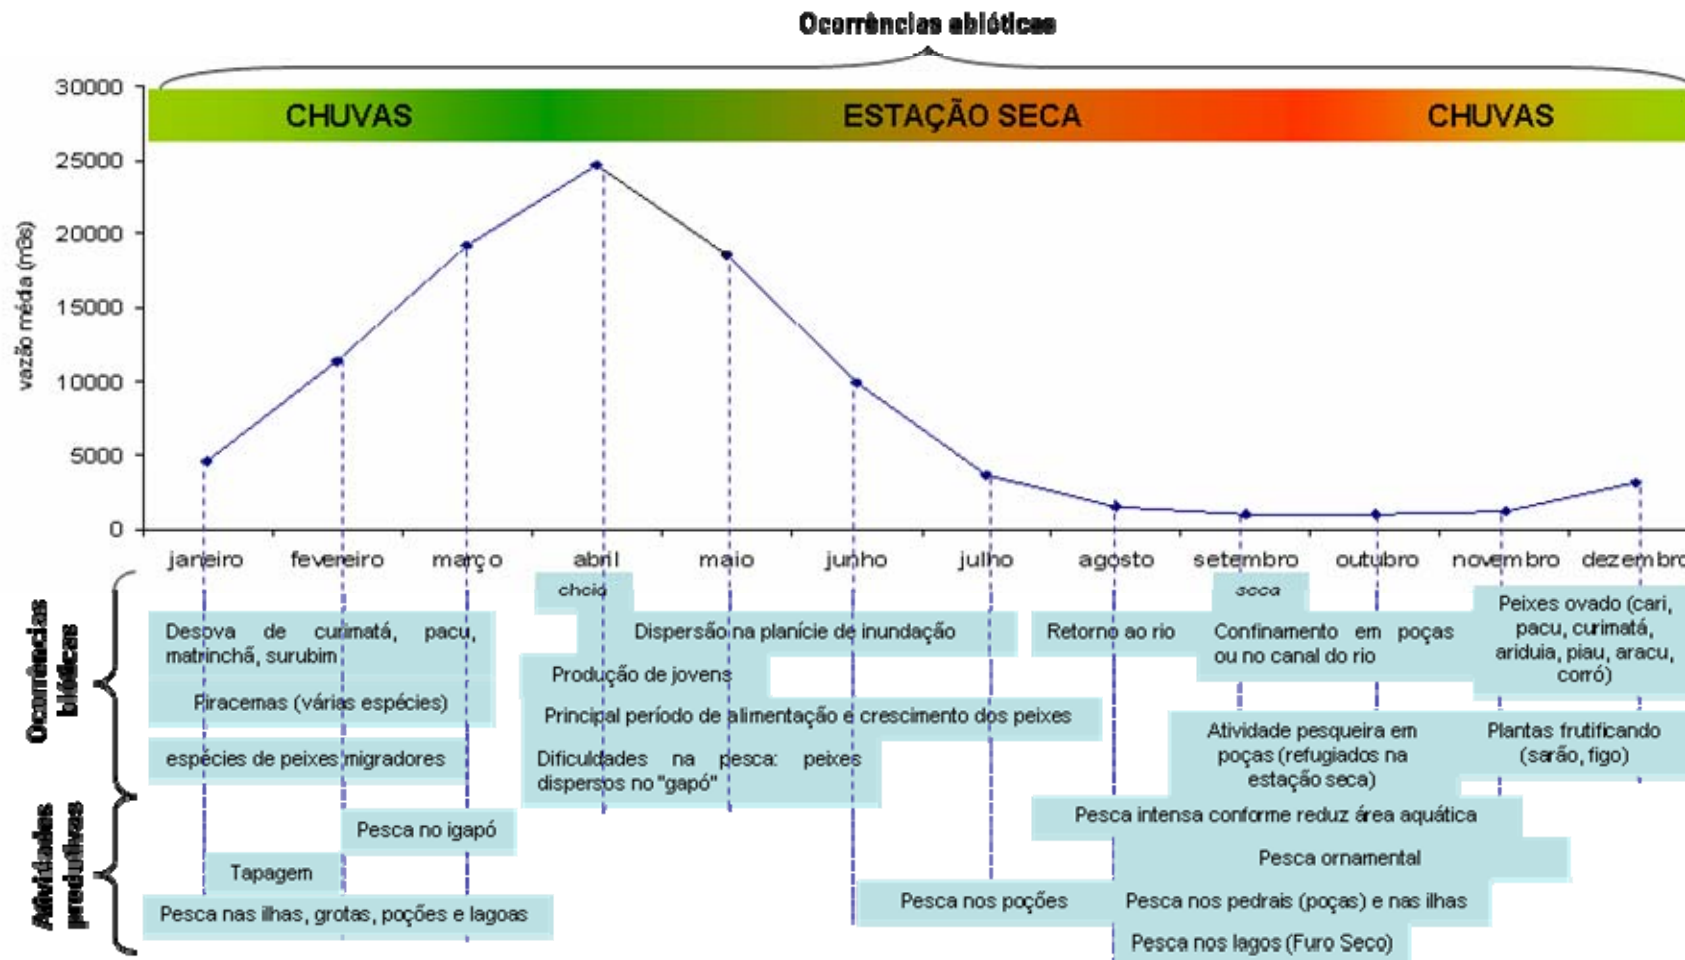 Ocorrências abióticas
30000
CHUVAS
ESTAÇÃO SECA
CHUVAS
25000
20000
15000
10000
5000
0
vazão média (m3s)
janeiro
fevereiro
março
abril
maio
junho
julho
agosto
setembro
outubro
novembro
dezembro
Ocorrências
bióticas
cheia
seca
Desova de curimatá, pacu,
matrinchã, surubim
Piracemas (várias espécies)
espécies de peixes migradores
Dispersão na planície de inundação
Produção de jovens
Principal período de alimentação e crescimento dos peixes
Dificuldades na pesca: peixes
dispersos no "gapó"
Retorno ao rio
Confinamento em poças
ou no canal do rio
Peixes ovado (cari,
pacu, curimatá,
ariduia, piau, aracu,
corró)
Atividade pesqueira em
poças (refugiados na
estação seca)
Plantas frutificando
(sarão, figo)
Atividades
produtivas
Pesca intensa conforme reduz área aquática
Pesca no igapó
Pesca ornamental
Tapagem
Pesca nas ilhas, grotas, poções e lagoas
Pesca nos poções
Pesca nos pedrais (poças) e nas ilhas
Pesca nos lagos (Furo Seco)